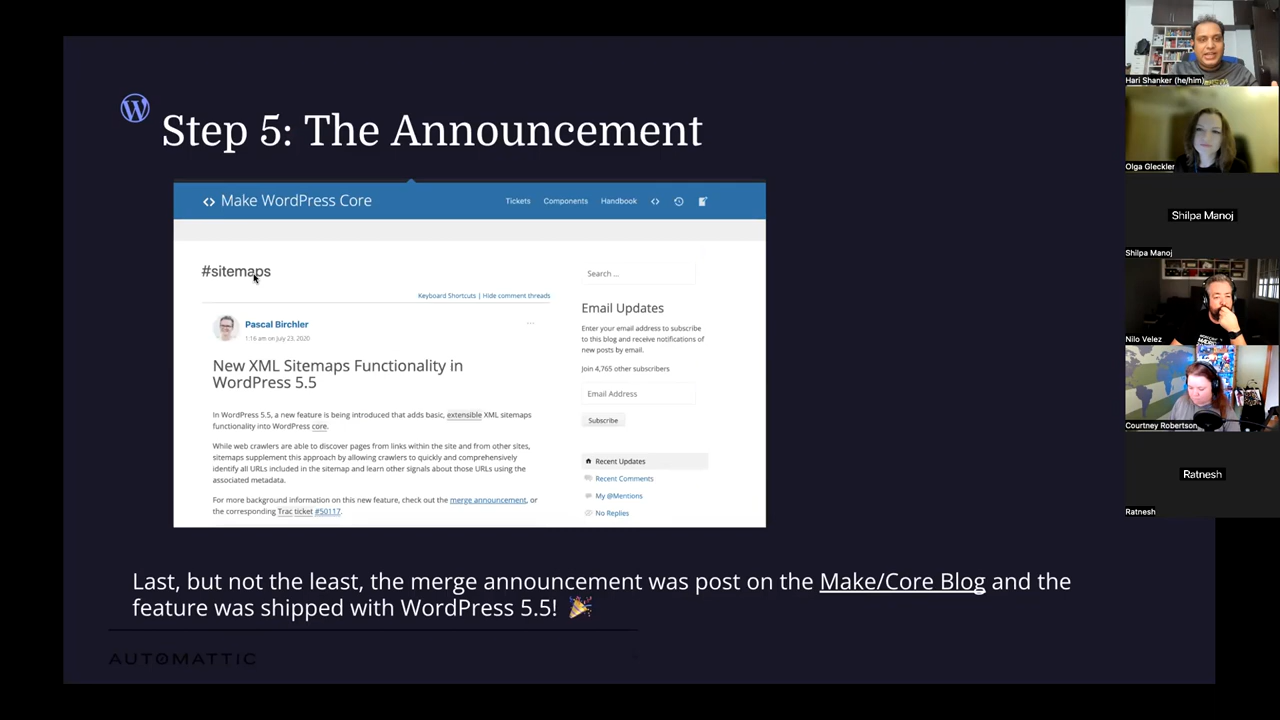 Step 5: The Announcement
Make WordPress Core
Tickets Components Handbook
#sitemaps
Keyboard Shortcuts | Hide comment threads
Pascal Birchler
1:16 am on July 23, 2020
New XML Sitemaps Functionality in
WordPress 5.5
In WordPress 5.5, a new feature is being introduced that adds basic, extensible XML sitemaps
functionality into WordPress core.
While web crawlers are able to discover pages from links within the site and from other sites,
sitemaps supplement this approach by allowing crawlers to quickly and comprehensively
identify all URLs included in the sitemap and learn other signals about those URLs using the
associated metadata.
For more background information on this new feature, check out the merge announcement, or
the corresponding Trac ticket #50117.
Search ...
Email Updates
Enter your email address to subscribe
to this blog and receive notifications of
new posts by email.
Join 4,765 other subscribers
Email Address
Subscribe
Recent Updates
Recent Comments
My @Mentions
No Replies
Last, but not the least, the merge announcement was post on the Make/Core Blog and the
feature was shipped with WordPress 5.5! 🎉
AUTOMATTIC
Hari Shanker (he/him)
Olga Gleckler
Shilpa Manoj
Shilpa Manoj
Nilo Velez
Courtney Robertson,
Ratnesh
Ratnesh